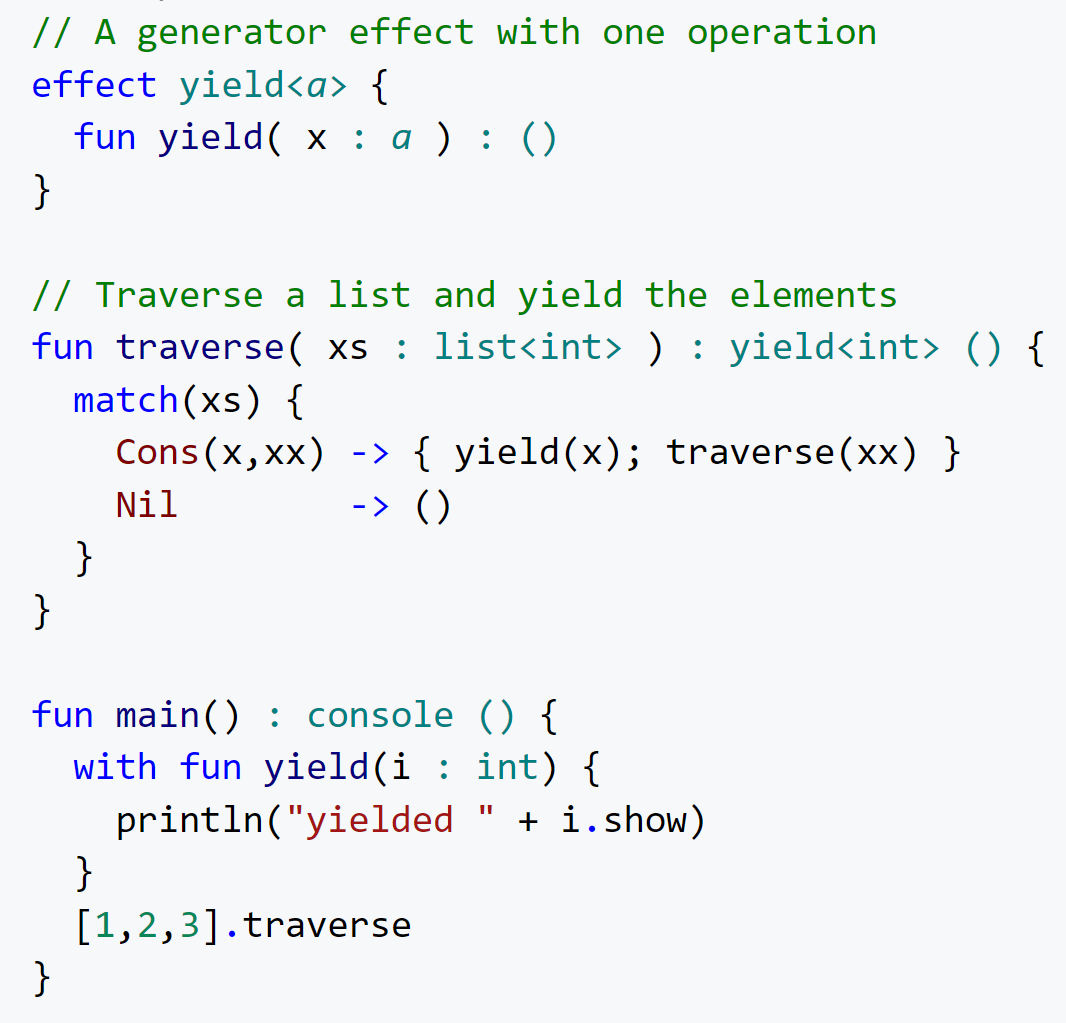 // A generator effect with one operation
effect yield<a> {
  fun yield( x : a ) : ()
}

// Traverse a list and yield the elements
fun traverse( xs : list<int> ) : yield<int> () {
  match(xs) {
    Cons(x,xx) -> { yield(x); traverse(xx) }
    Nil        -> ()
  }
}

fun main() : console () {
  with fun yield(i : int) {
    println("yielded " + i.show)
  }
  [1,2,3].traverse
}